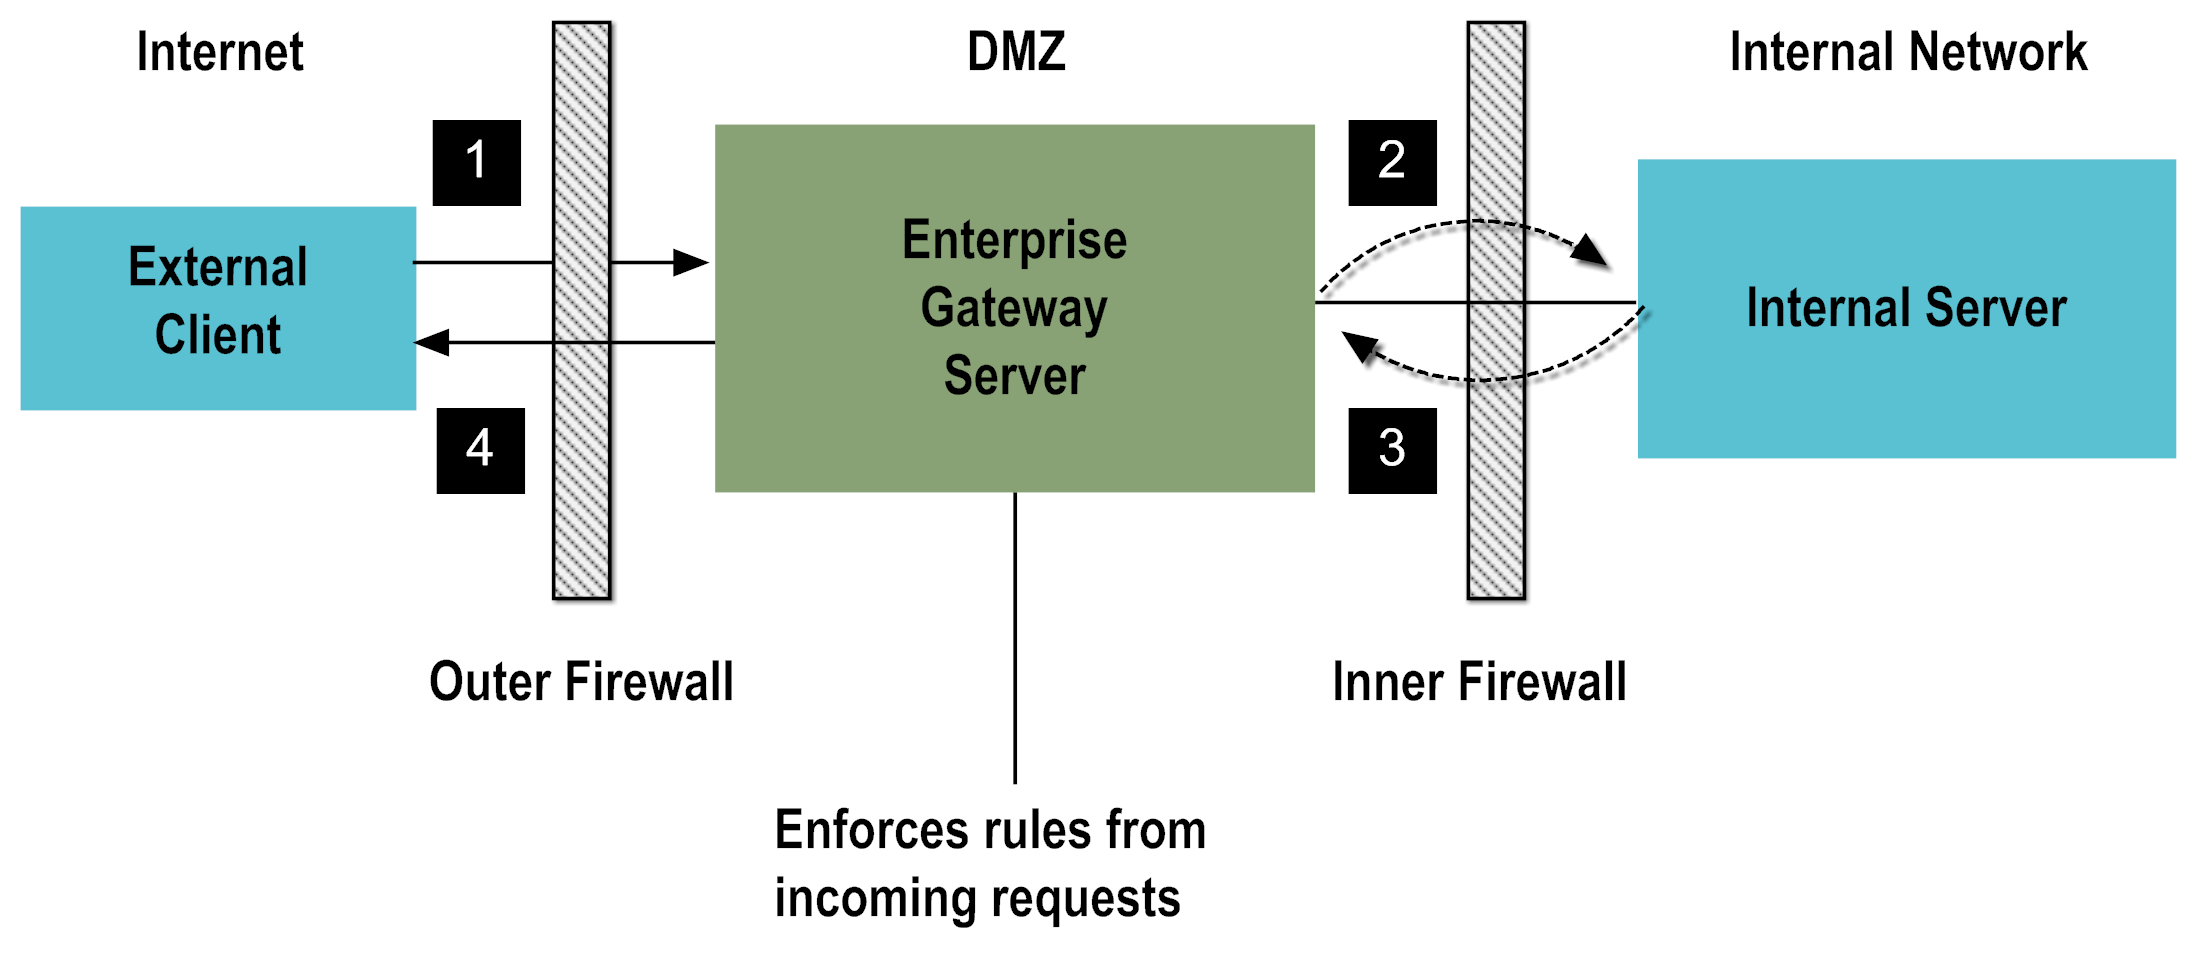 Internet
DMZ
Internal Network
1
2
External
Client
Enterprise
Gateway
Server
Internal Server
4
3
Outer Firewall
Inner Firewall
Enforces rules from
incoming requests